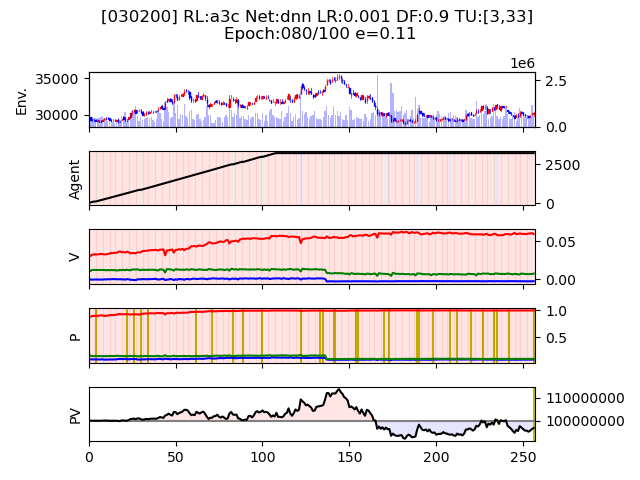 [030200] RL:a3c Net:dnn LR:0.001 DF:0.9 TU:[3,33]
Epoch:080/100 e=0.11
1e6
Env.
35000
30000
2.5
0.0
Agent
2500
0
V
0.05
0.00
P
1.0
0.5
PV
110000000
100000000
0
50
100
150
200
250